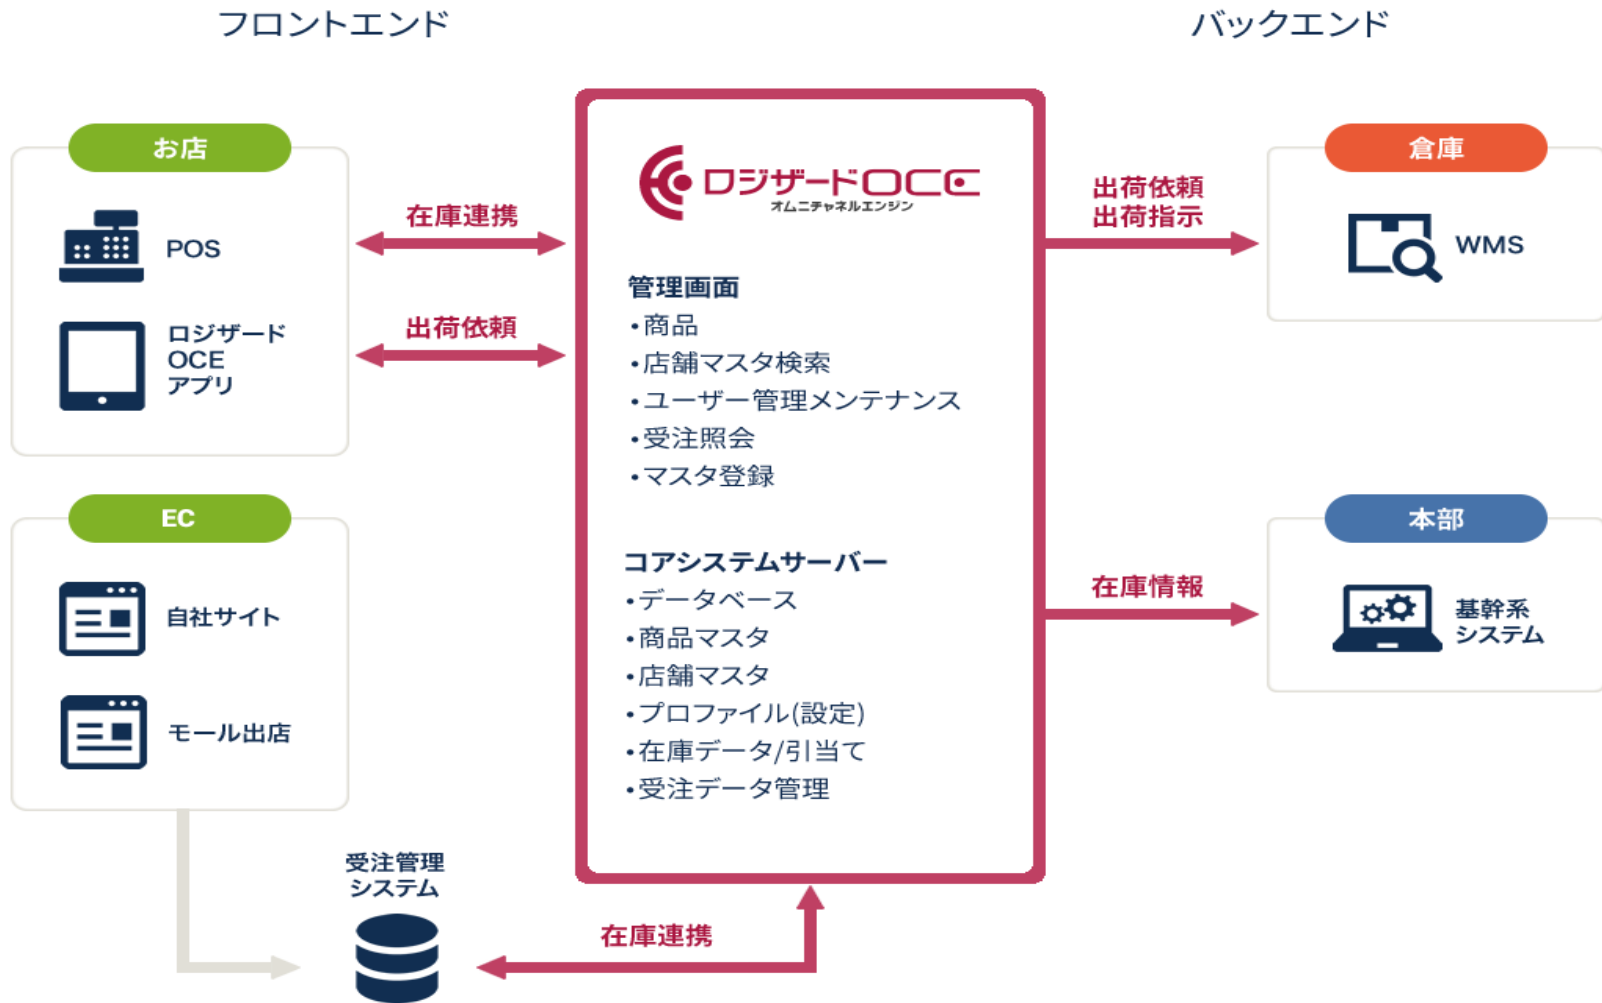 フロントエンド
バックエンド
お店
POS
ロジザード
OCE
アプリ
在庫連携
出荷依頼
EC
自社サイト
モール出店
受注管理
システム
在庫連携
ロジザードOCE
オムニチャネルエンジン
管理画面
・商品
・店舗マスタ検索
・ユーザー管理メンテナンス
・受注照会
・マスタ登録
コアシステムサーバー
・データベース
・商品マスタ
・店舗マスタ
・プロファイル(設定)
・在庫データ/引当て
・受注データ管理
出荷依頼
出荷指示
倉庫
WMS
在庫情報
本部
基幹系
システム